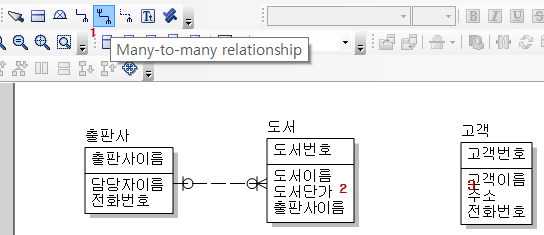 Tt
B I U S
1
Many-to-many relationship
출판사
출판사이름
담당자이름
전화번호
도서
도서번호
도서이름
도서단가 2
출판사이름
고객
고객번호
고객이름
3
주소
전화번호